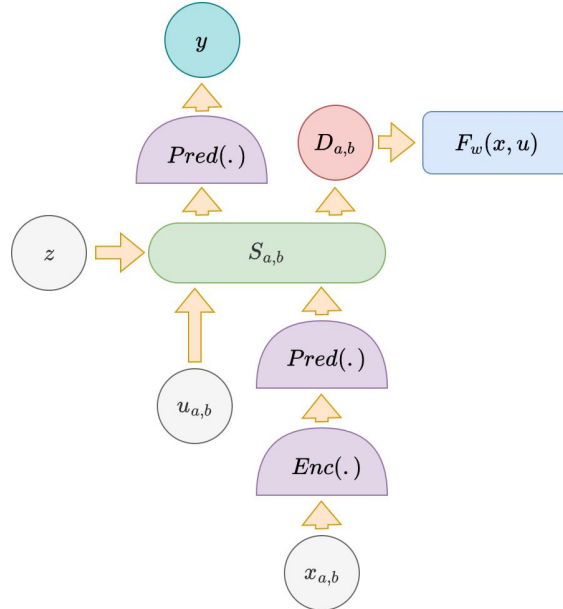 y
Pred(.)
D_{a,b}
F_w(x, u)
z
S_{a,b}
Pred(.)
u_{a,b}
Enc(.)
x_{a,b}